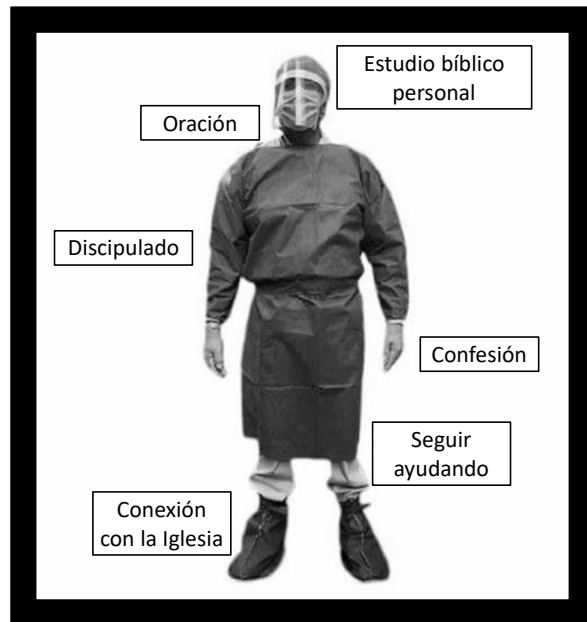 Estudio bíblico
personal
Oración
Discipulado
Confesión
Seguir
ayudando
Conexión
con la Iglesia